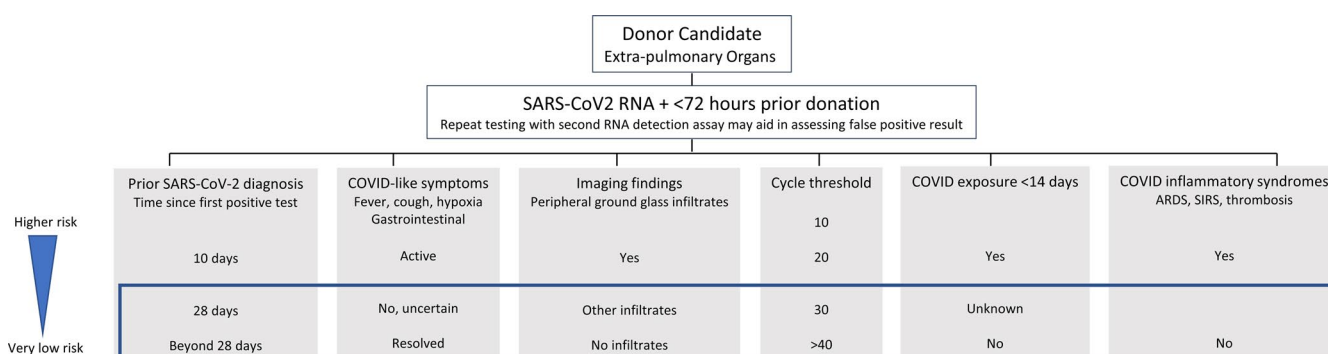 Donor Candidate
Extra-pulmonary Organs
SARS-CoV2 RNA + <72 hours prior donation
Repeat testing with second RNA detection assay may aid in assessing false positive result
Prior SARS-CoV-2 diagnosis
Time since first positive test
COVID-like symptoms
Fever, cough, hypoxia
Gastrointestinal
Imaging findings
Peripheral ground glass infiltrates
Cycle threshold
COVID exposure <14 days
COVID inflammatory syndromes
ARDS, SIRS, thrombosis
Higher risk
10
10 days
Active
Yes
20
Yes
Yes
28 days
No, uncertain
Other infiltrates
30
Unknown
Very low risk
Beyond 28 days
Resolved
No infiltrates
>40
No
No